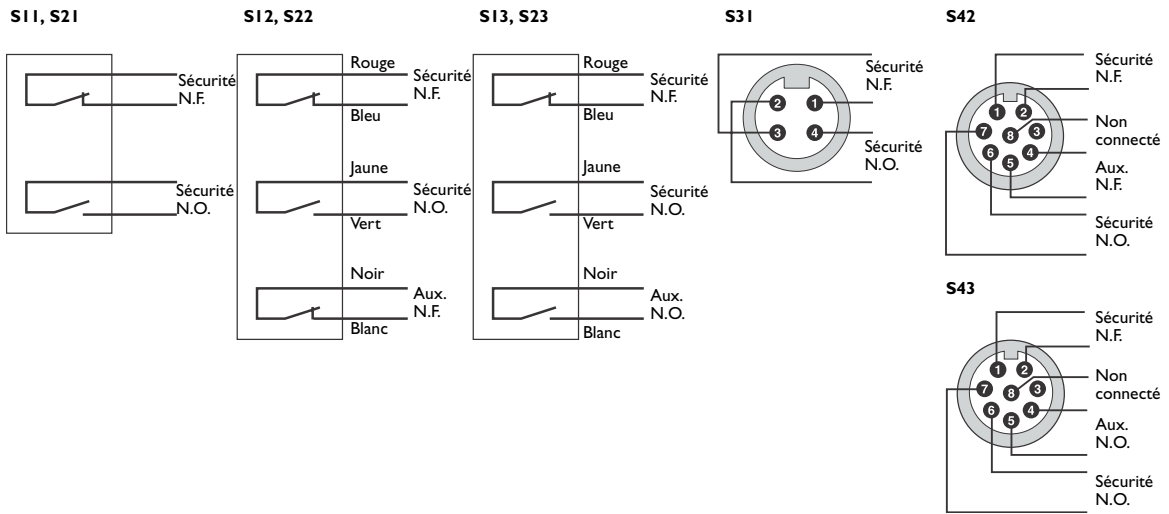 S11, S21
Sécurité
N.F.
Sécurité
N.O.
S12, S22
Rouge
Sécurité
N.F.
Bleu
Jaune
Sécurité
N.O.
Vert
Noir
Aux.
N.F.
Blanc
S13, S23
Rouge
Sécurité
N.F.
Bleu
Jaune
Sécurité
N.O.
Vert
Noir
Aux.
N.O.
Blanc
S31
Sécurité
N.F.
2 1
3 4
Sécurité
N.O.
S42
Sécurité
N.F.
1 2
Non
connecté
7 8 3
6 4
5
Aux.
N.F.
Sécurité
N.O.
S43
Sécurité
N.F.
1 2
Non
connecté
7 8 3
6 4
5
Aux.
N.O.
Sécurité
N.O.